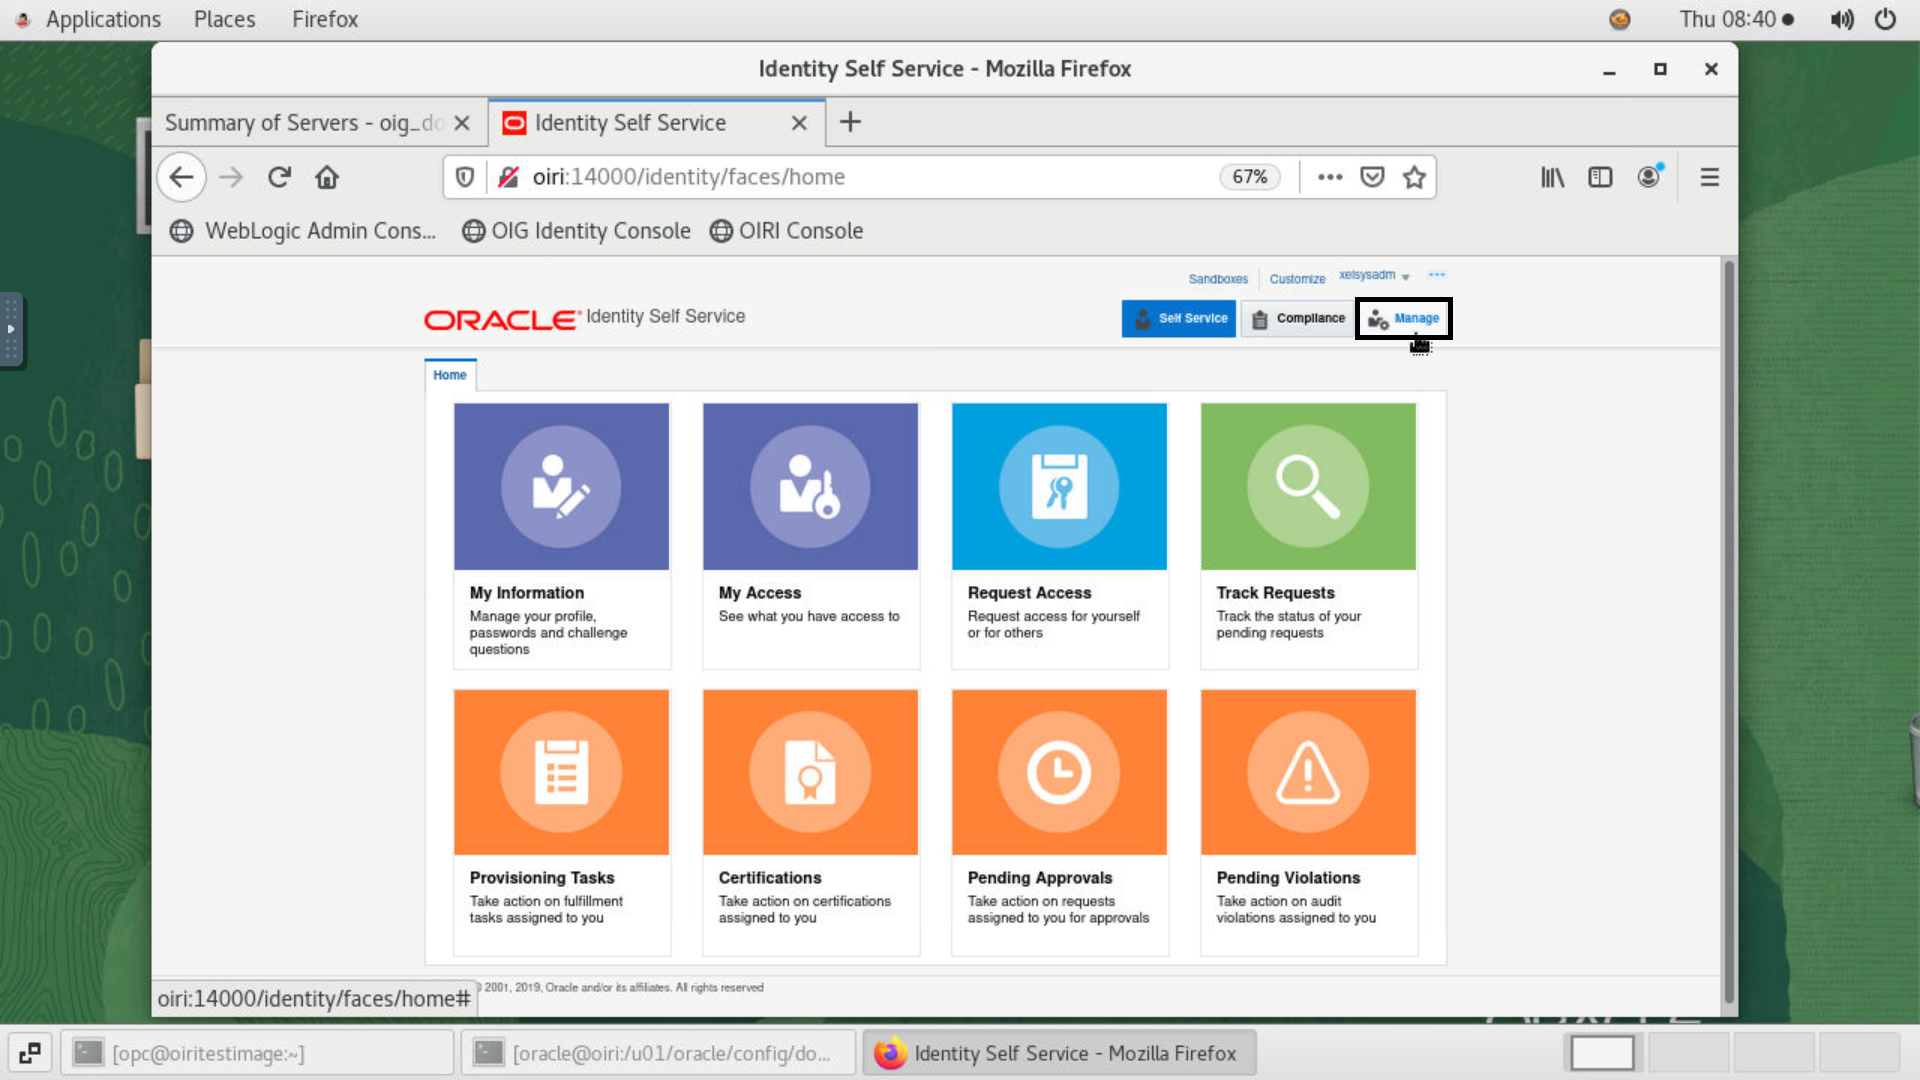 Applications Places Firefox Thu 08:40
Identity Self Service - Mozilla Firefox
Summary of Servers - oig_do
Identity Self Service
oiri:14000/identity/faces/home 67%
WebLogic Admin Cons... OIG Identity Console OIRI Console
Sandboxes Customize xelsysadm
ORACLE Identity Self Service
Self Service Compliance Manage
Home
My Information
Manage your profile,
passwords and challenge
questions
My Access
See what you have access to
Request Access
Request access for yourself
or for others
Track Requests
Track the status of your
pending requests
Provisioning Tasks
Take action on fulfillment
tasks assigned to you
Certifications
Take action on certifications
assigned to you
Pending Approvals
Take action on requests
assigned to you for approvals
Pending Violations
Take action on audit
violations assigned to you
oiri:14000/identity/faces/home#
2001, 2019, Oracle and/or its affiliates. All rights reserved
[opc@oiritestimage:~]
[oracle@oiri:/u01/oracle/config/do...
Identity Self Service - Mozilla Firefox